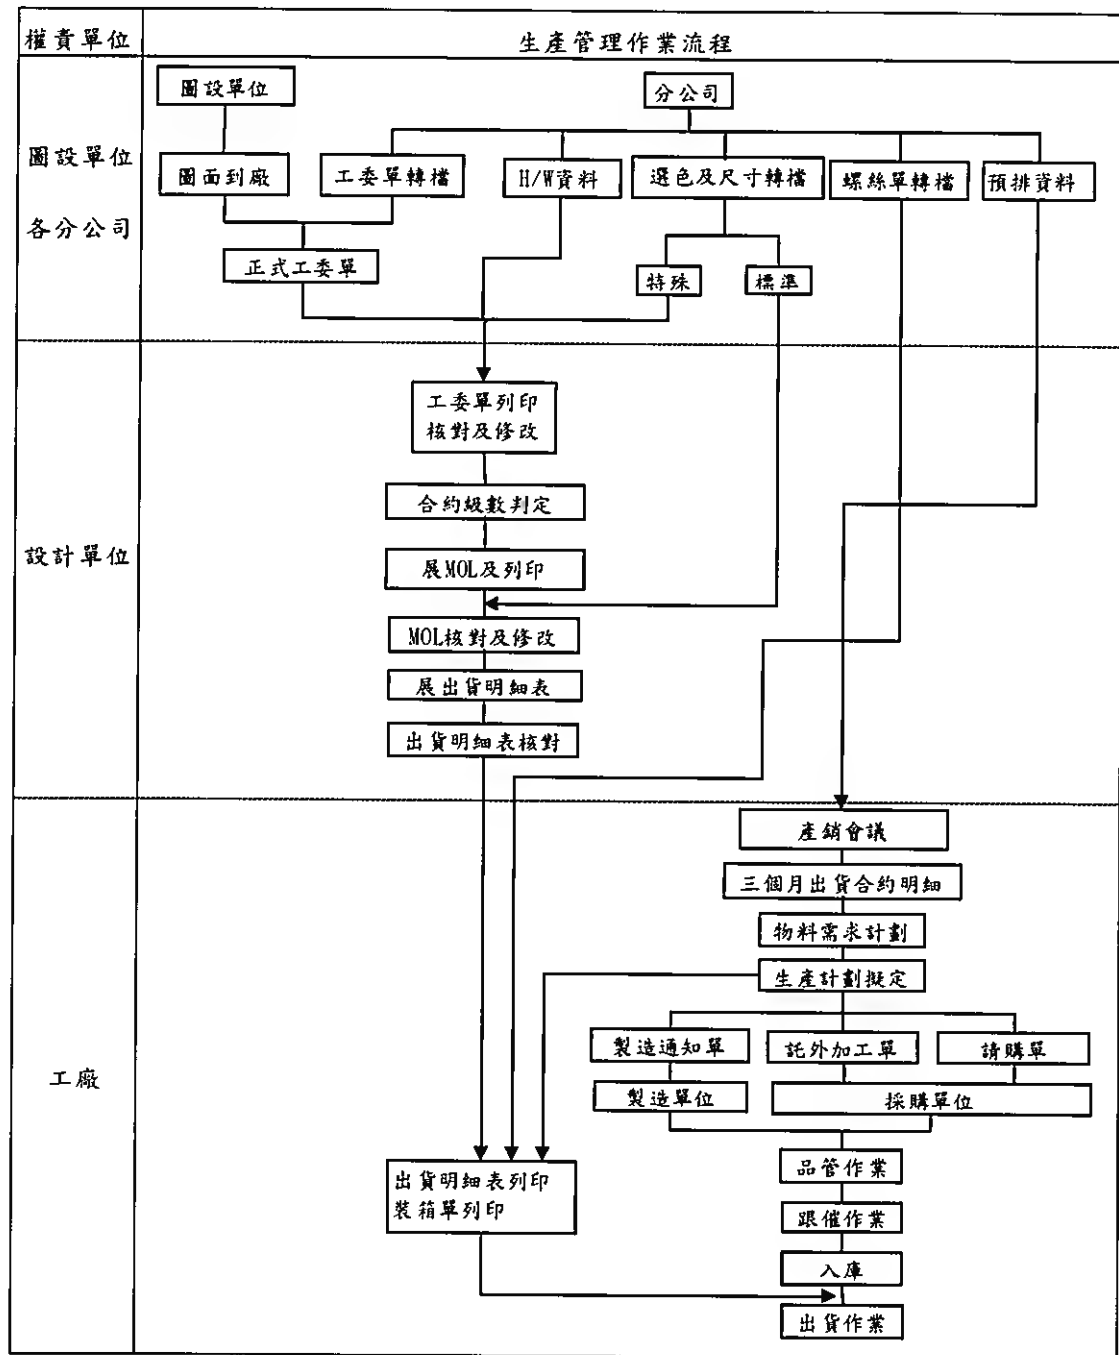 權責單位
生產管理作業流程
圖設單位
各分公司
圖設單位
分公司
圖面到廠
工委單轉檔
H/W資料
選色及尺寸轉檔
螺絲單轉檔
預排資料
正式工委單
特殊
標準
設計單位
工委單列印
核對及修改
合約級數判定
展MOL及列印
MOL核對及修改
展出貨明細表
出貨明細表核對
工廠
產銷會議
三個月出貨合約明細
物料需求計劃
生產計劃擬定
製造通知單
託外加工單
請購單
製造單位
採購單位
品管作業
出貨明細表列印
裝箱單列印
跟催作業
入庫
出貨作業